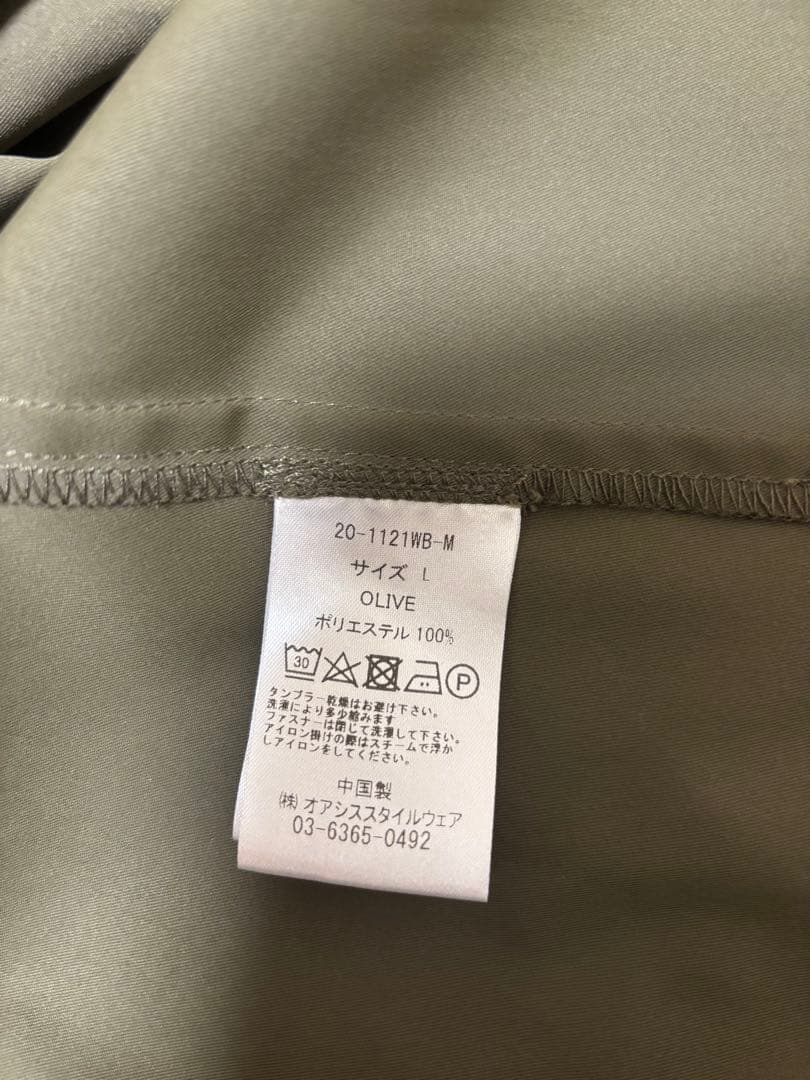 20-1121WB-M
サイズ L
OLIVE
ポリエステル 100%
30 P
タンブラー乾燥はお避け下さい。
洗濯により多少縮みます
ファスナーは閉じて洗濯して下さい。
アイロン掛けの際はスチームで浮か
しアイロンをしてください。
中国製
㈱ オアシススタイルウェア
03-6365-0492